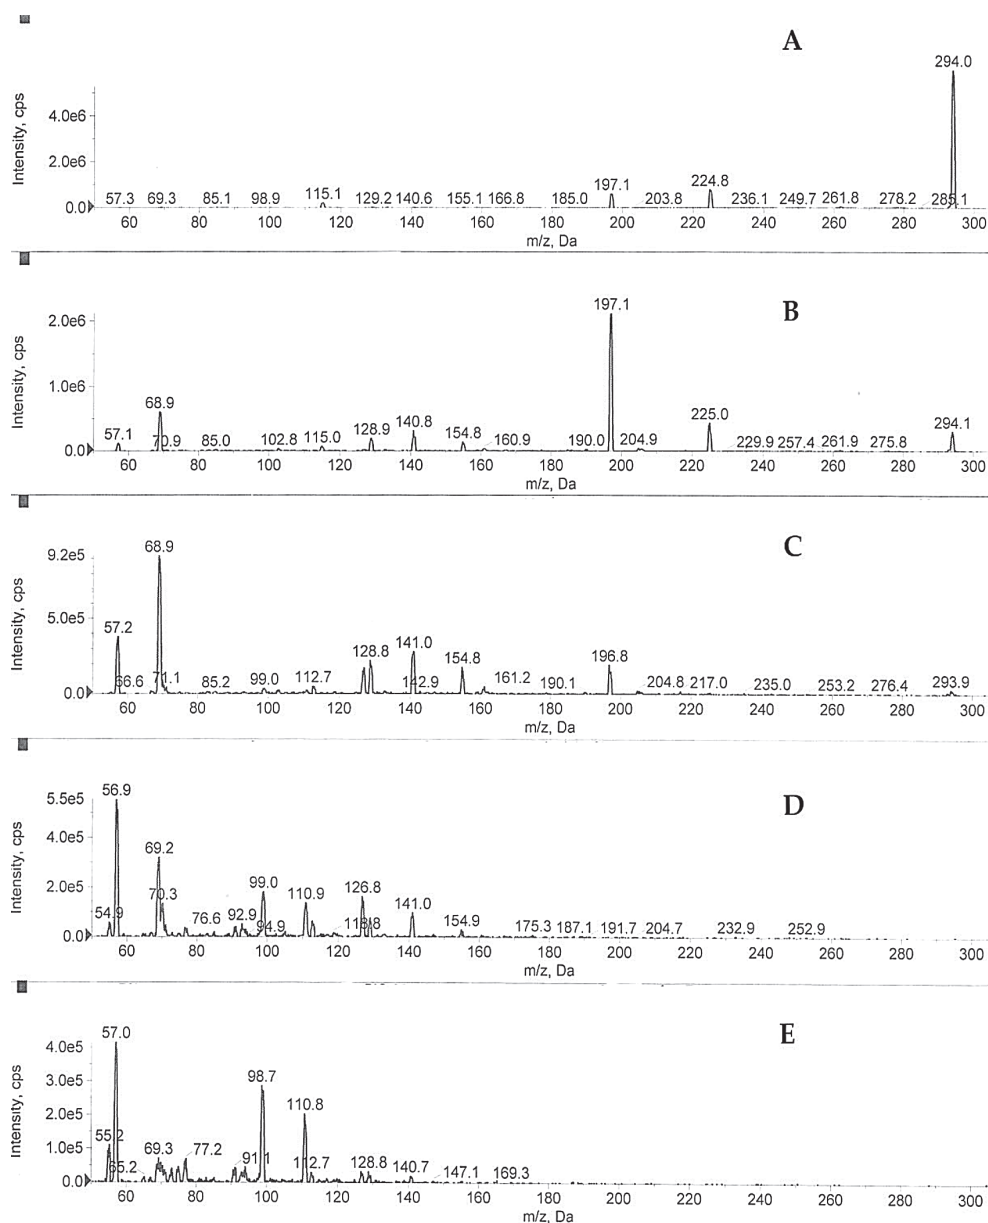 A
294.0
Intensity, cps
4.0e6
2.0e6
0.0
57.3 69.3 85.1 98.9 115.1 129.2 140.6 155.1 166.8 185.0 197.1 203.8 224.8 236.1 249.7 261.8 278.2 285.1
60 80 100 120 140 160 180 200 220 240 260 280 300
m/z, Da
B
197.1
Intensity, cps
2.0e6
1.0e6
0.0
57.1 68.9 70.9 85.0 102.8 115.0 128.9 140.8 154.8 160.9 190.0 204.9 225.0 229.9 257.4 261.9 275.8 294.1
60 80 100 120 140 160 180 200 220 240 260 280 300
m/z, Da
C
68.9
Intensity, cps
9.2e5
5.0e5
0.0
57.2 66.6 71.1 85.2 99.0 112.7 128.8 141.0 142.9 154.8 161.2 190.1 196.8 204.8 217.0 235.0 253.2 276.4 293.9
60 80 100 120 140 160 180 200 220 240 260 280 300
m/z, Da
D
56.9
Intensity, cps
5.5e5
4.0e5
2.0e5
0.0
54.9 69.2 70.3 76.6 92.9 94.9 99.0 110.9 118.8 126.8 141.0 154.9 175.3 187.1 191.7 204.7 232.9 252.9
60 80 100 120 140 160 180 200 220 240 260 280 300
m/z, Da
E
57.0
Intensity, cps
4.0e5
3.0e5
2.0e5
1.0e5
0.0
55.2 65.2 69.3 77.2 91.1 98.7 110.8 112.7 128.8 140.7 147.1 169.3
60 80 100 120 140 160 180 200 220 240 260 280 300
m/z, Da